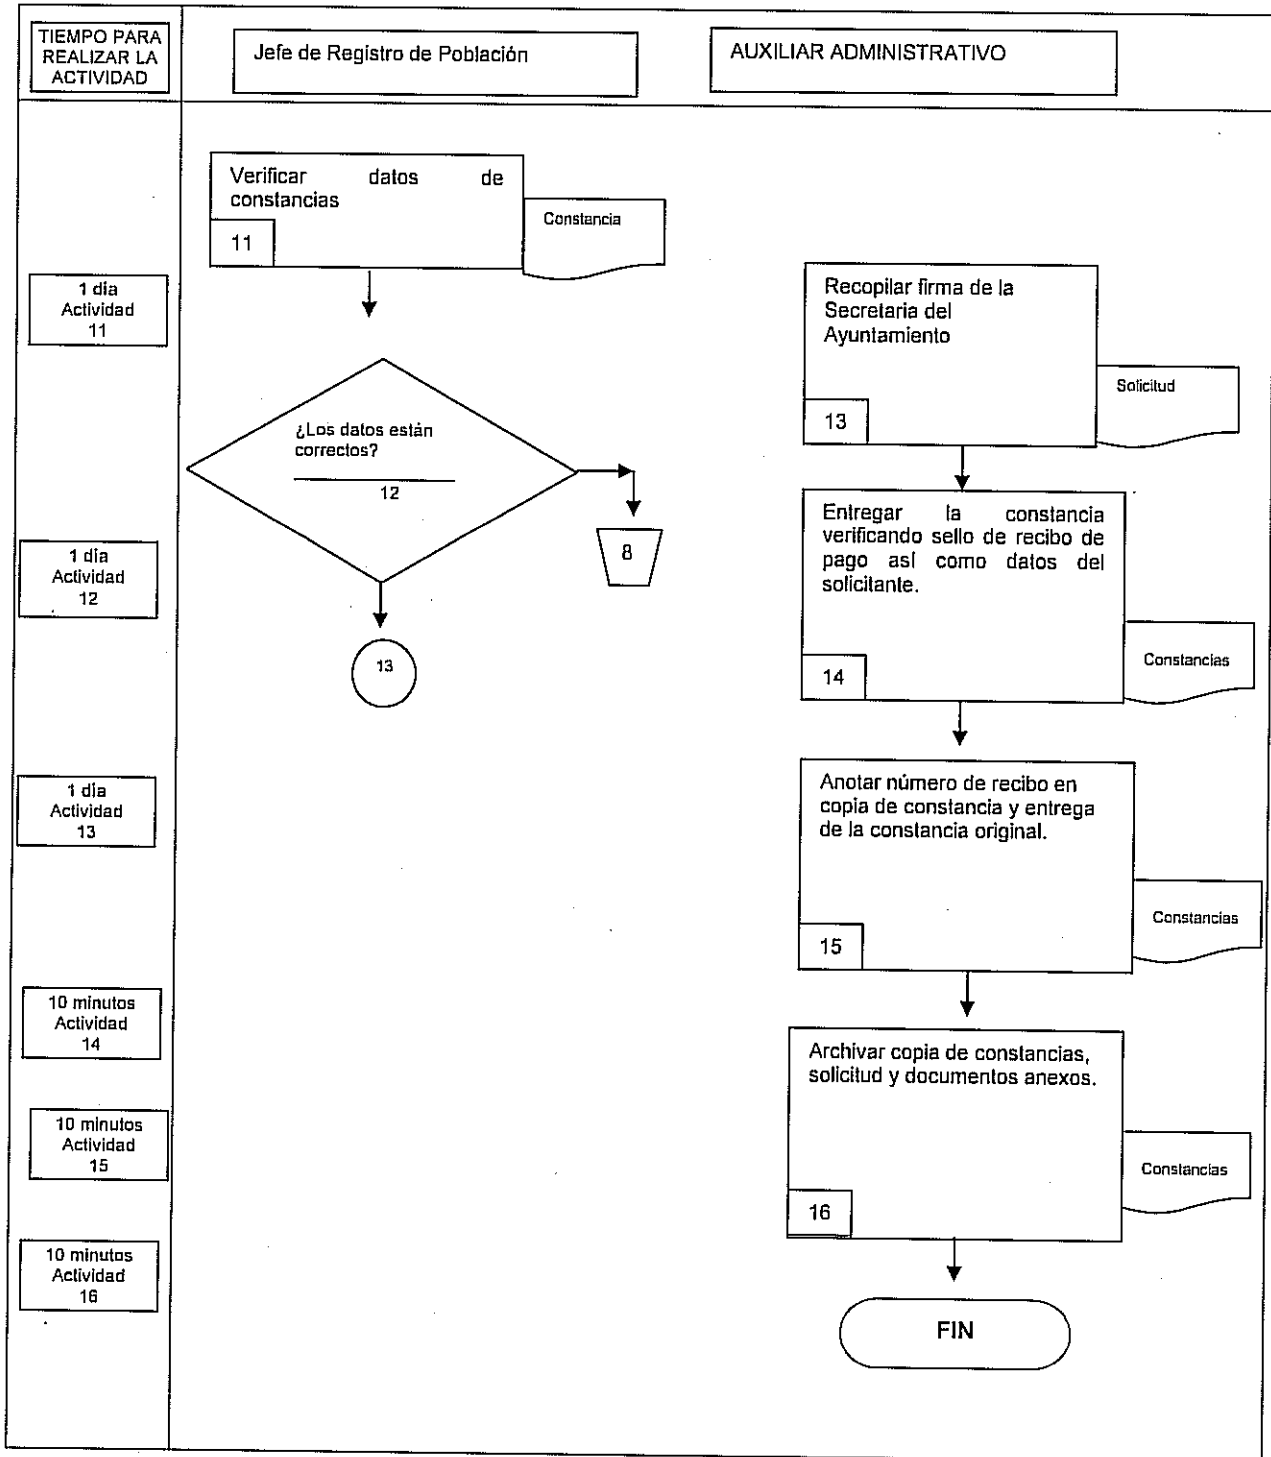 TIEMPO PARA
REALIZAR LA
ACTIVIDAD
Jefe de Registro de Población
AUXILIAR ADMINISTRATIVO
Verificar datos de
constancias
11
Constancia
1 día
Actividad
11
¿Los datos están
correctos?
12
8
13
1 día
Actividad
12
1 día
Actividad
13
10 minutos
Actividad
14
10 minutos
Actividad
15
10 minutos
Actividad
16
Recopilar firma de la
Secretaria del
Ayuntamiento
13
Solicitud
Entregar la constancia
verificando sello de recibo de
pago así como datos del
solicitante.
14
Constancias
Anotar número de recibo en
copia de constancia y entrega
de la constancia original.
15
Constancias
Archivar copia de constancias,
solicitud y documentos anexos.
16
Constancias
FIN